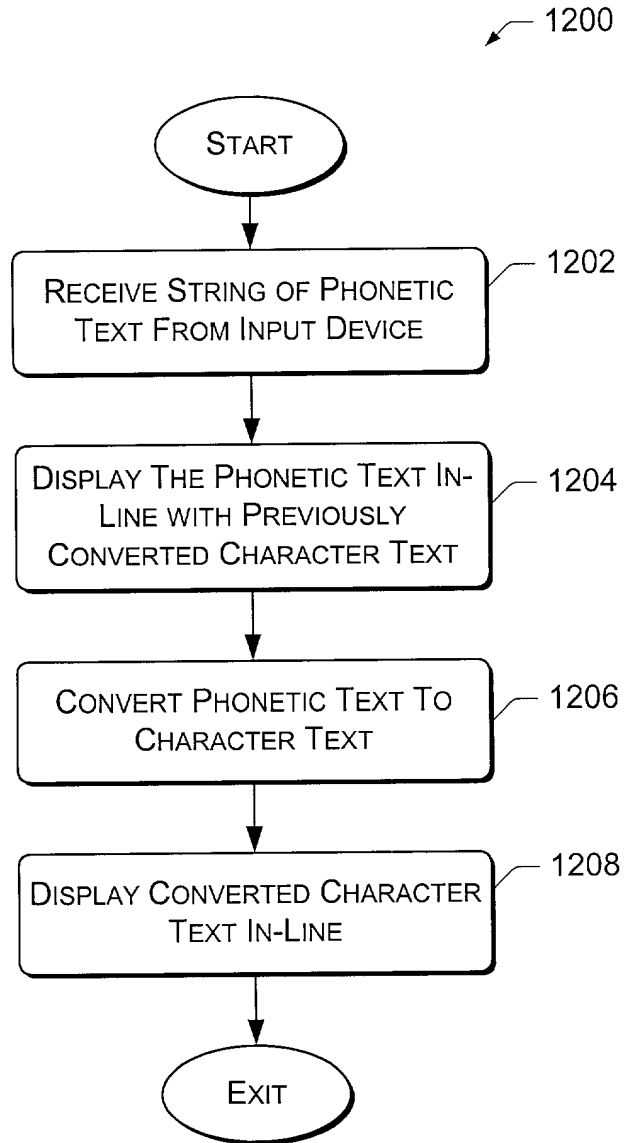 1200
START
1202
RECEIVE STRING OF PHONETIC
TEXT FROM INPUT DEVICE
1204
DISPLAY THE PHONETIC TEXT IN-
LINE WITH PREVIOUSLY
CONVERTED CHARACTER TEXT
1206
CONVERT PHONETIC TEXT TO
CHARACTER TEXT
1208
DISPLAY CONVERTED CHARACTER
TEXT IN-LINE
EXIT